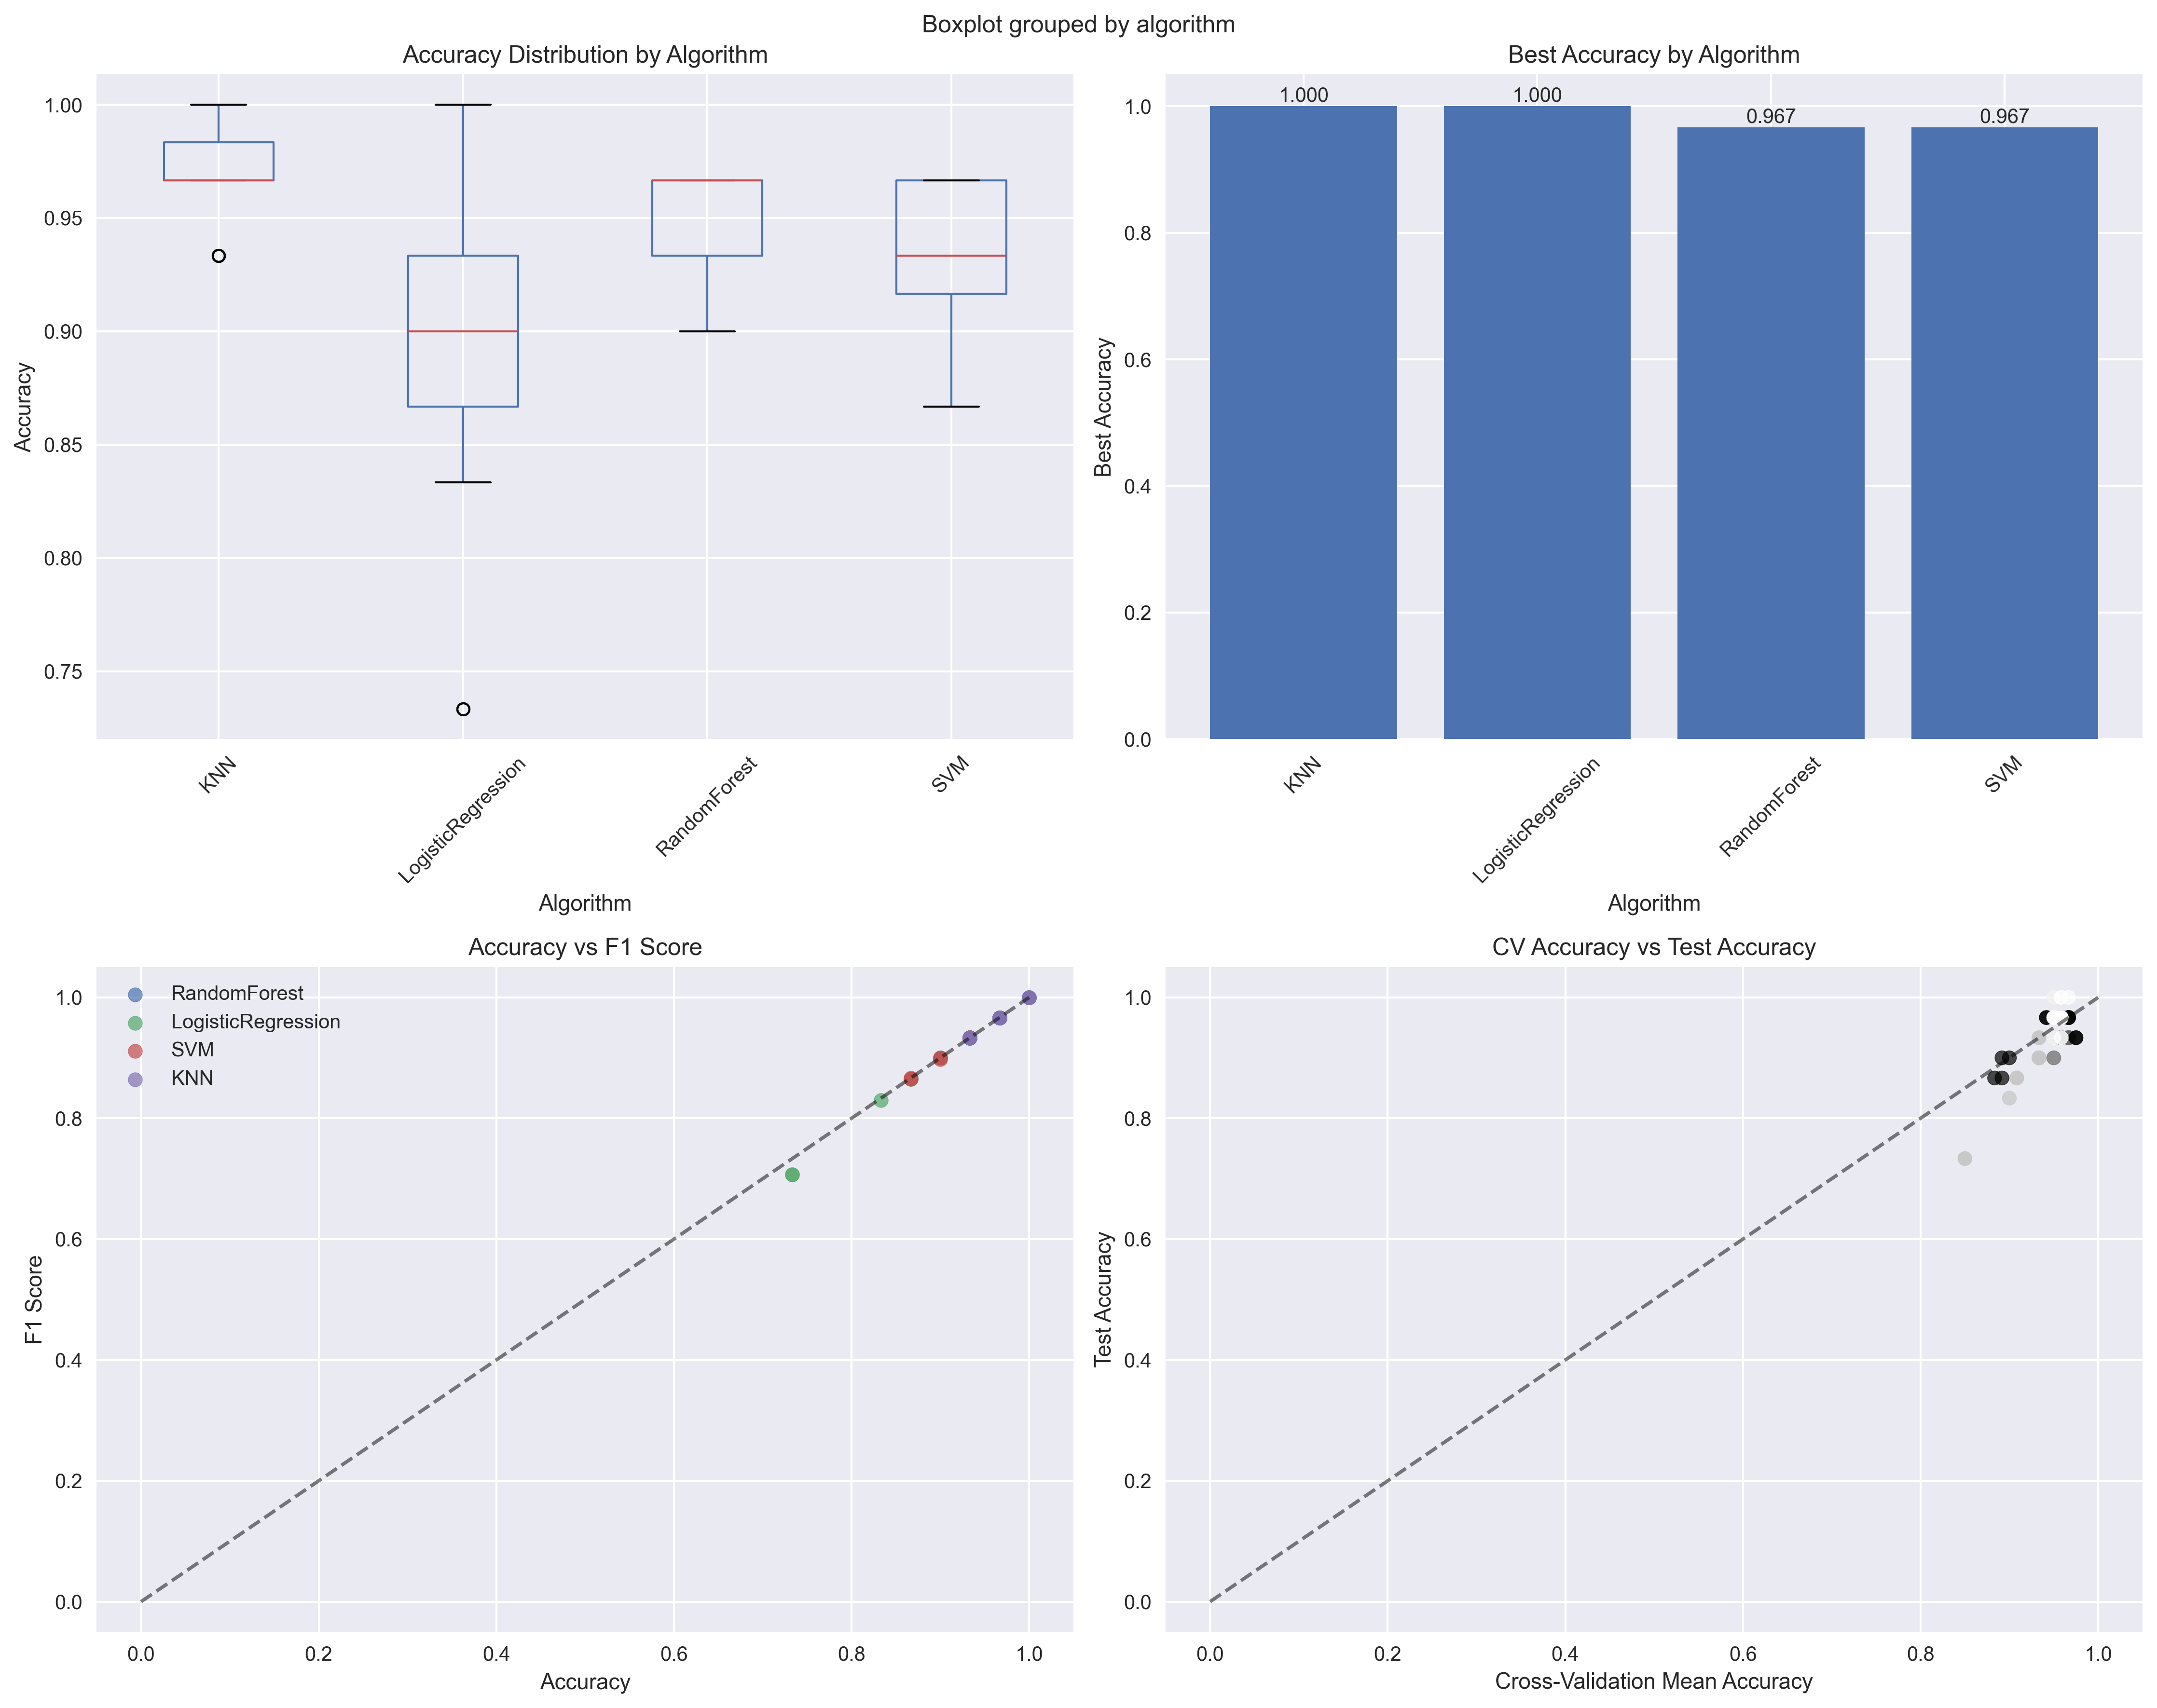 Boxplot grouped by algorithm
Accuracy Distribution by Algorithm
Accuracy
1.00
0.95
0.90
0.85
0.80
0.75
KNN
LogisticRegression
RandomForest
SVM
Algorithm
Best Accuracy by Algorithm
Best Accuracy
1.0
0.8
0.6
0.4
0.2
0.0
1.000
1.000
0.967
0.967
KNN
LogisticRegression
RandomForest
SVM
Algorithm
Accuracy vs F1 Score
F1 Score
1.0
0.8
0.6
0.4
0.2
0.0
RandomForest
LogisticRegression
SVM
KNN
0.0 0.2 0.4 0.6 0.8 1.0
Accuracy
CV Accuracy vs Test Accuracy
Test Accuracy
1.0
0.8
0.6
0.4
0.2
0.0
0.0 0.2 0.4 0.6 0.8 1.0
Cross-Validation Mean Accuracy